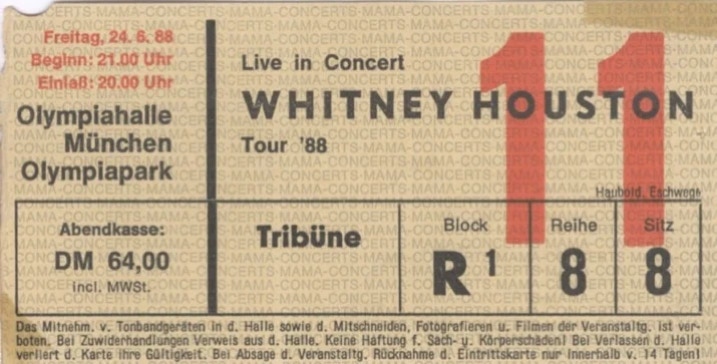 Freitag, 24. 6. 88
Beginn: 21.00 Uhr
Einlaß: 20.00 Uhr
Olympiahalle
München
Olympiapark
Live in Concert
WHITNEY HOUSTON
Tour '88
11
Haubold, Eschwege
Abendkasse:
DM 64,00
incl. MWSt.
Tribüne
Block
R 1
Reihe
8
Sitz
8
Das Mitnehm. v. Tonbandgeräten in d. Halle sowie d. Mitschneiden, Fotografieren u. Filmen der Veranstaltg. ist ver-
boten. Bei Zuwiderhandlungen Verweis aus d. Halle. Keine Haftung f. Sach- u. Körperschäden! Bei Verlassen d. Halle
verliert d. Karte ihre Gültigkeit. Bei Absage d. Veranstaltg. Rücknahme d. Eintrittskarte nur innerhalb v. 14 Tagen!